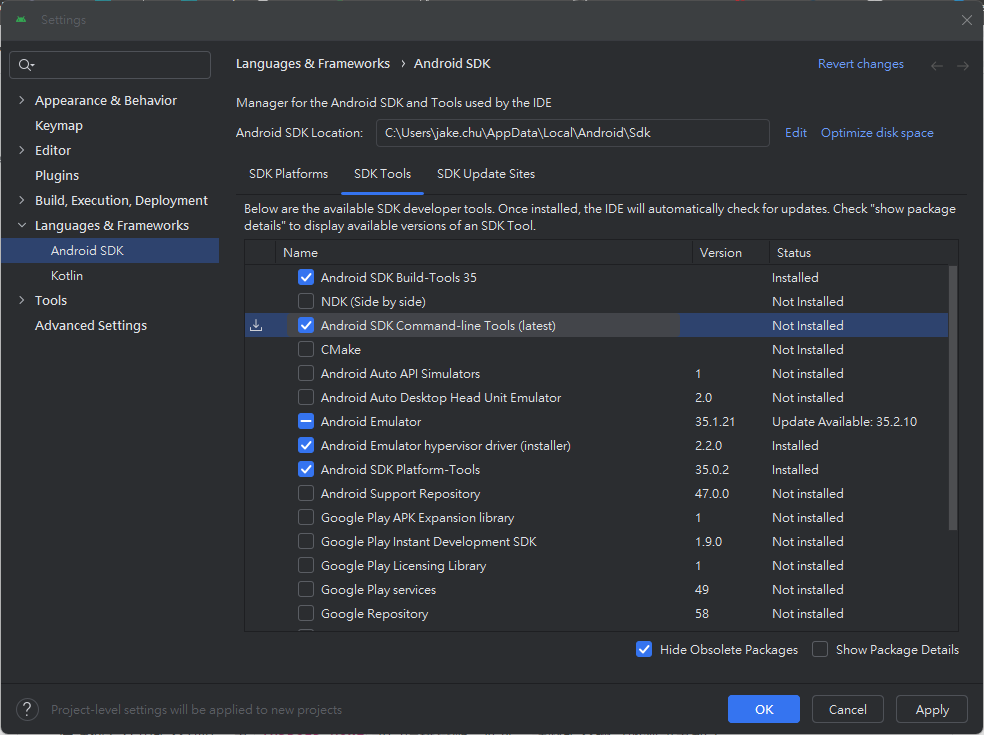 Settings
Languages & Frameworks › Android SDK
Revert changes
Appearance & Behavior
Keymap
Editor
Plugins
Build, Execution, Deployment
Languages & Frameworks
Android SDK
Kotlin
Tools
Advanced Settings
Manager for the Android SDK and Tools used by the IDE
Android SDK Location: C:\Users\jake.chu\AppData\Local\Android\Sdk Edit Optimize disk space
SDK Platforms SDK Tools SDK Update Sites
Below are the available SDK developer tools. Once installed, the IDE will automatically check for updates. Check "show package
details" to display available versions of an SDK Tool.
Name Version Status
Android SDK Build-Tools 35 Installed
NDK (Side by side) Not Installed
Android SDK Command-line Tools (latest) Not Installed
CMake Not Installed
Android Auto API Simulators 1 Not installed
Android Auto Desktop Head Unit Emulator 2.0 Not installed
Android Emulator 35.1.21 Update Available: 35.2.10
Android Emulator hypervisor driver (installer) 2.2.0 Installed
Android SDK Platform-Tools 35.0.2 Installed
Android Support Repository 47.0.0 Not installed
Google Play APK Expansion library 1 Not installed
Google Play Instant Development SDK 1.9.0 Not installed
Google Play Licensing Library 1 Not installed
Google Play services 49 Not installed
Google Repository 58 Not installed
Hide Obsolete Packages Show Package Details
? Project-level settings will be applied to new projects
OK Cancel Apply